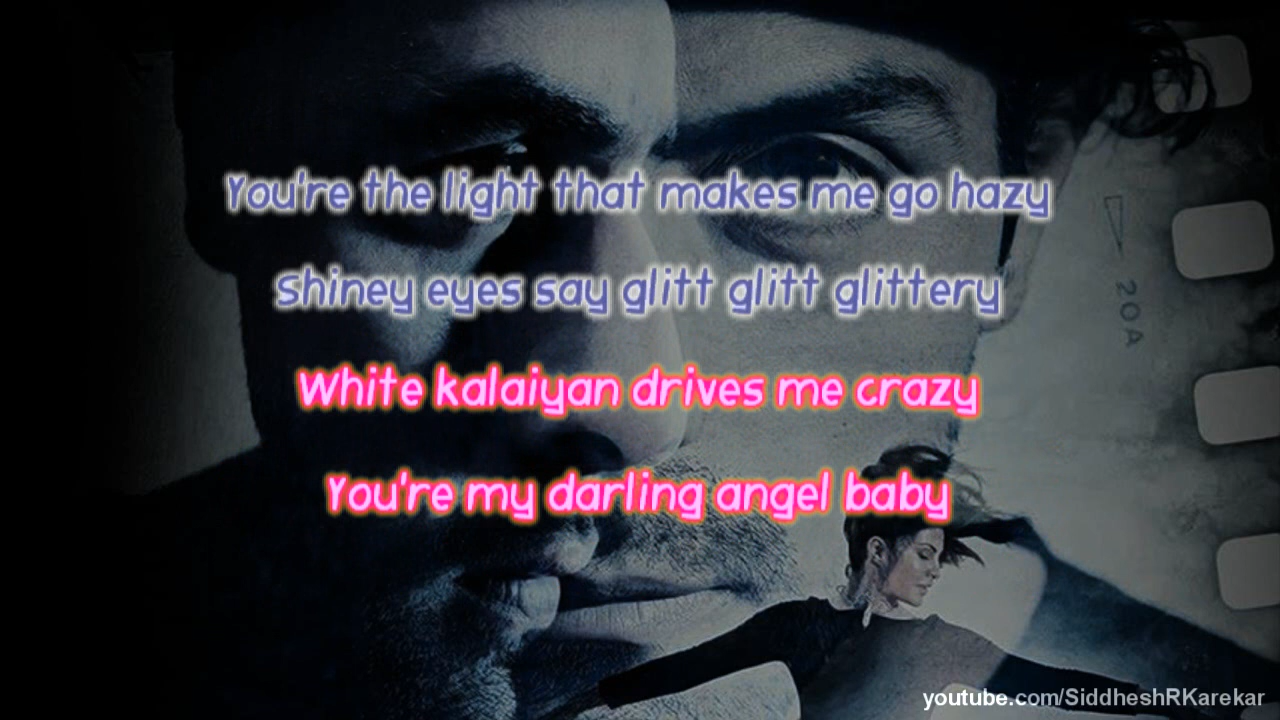 You're the light that makes me go hazy
Shiney eyes say glitt glitt glittery
White kalaiyan drives me crazy
You're my darling angel baby
20A
youtube.com/SiddheshRKarekar